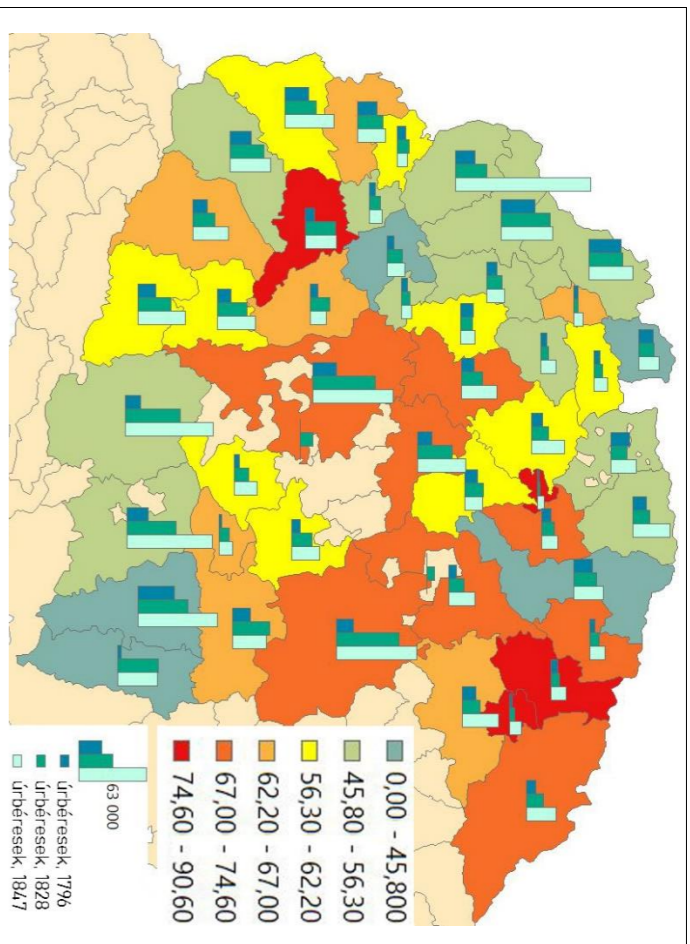 0,00 - 45,800
45,80 - 56,30
56,30 - 62,20
62,20 - 67,00
67,00 - 74,60
74,60 - 90,60
63 000
úrbéresek, 1796
úrbéresek, 1828
úrbéresek, 1847